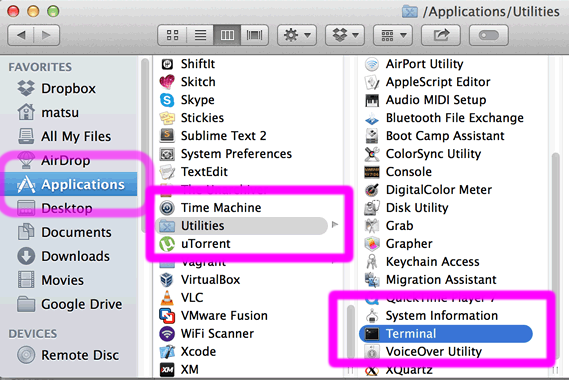 /Applications/Utilities
FAVORITES
Dropbox
matsu
All My Files
AirDrop
Applications
Desktop
Documents
Downloads
Movies
Google Drive
DEVICES
Remote Disc
ShiftIt
Skitch
Skype
Stickies
Sublime Text 2
System Preferences
TextEdit
Time Machine
Utilities
uTorrent
Vagrant
VirtualBox
VLC
VMware Fusion
WiFi Scanner
Xcode
XM
AirPort Utility
AppleScript Editor
Audio MIDI Setup
Bluetooth File Exchange
Boot Camp Assistant
ColorSync Utility
Console
DigitalColor Meter
Disk Utility
Grab
Grapher
Keychain Access
Migration Assistant
QuickTime Player 7
System Information
Terminal
VoiceOver Utility
XQuartz